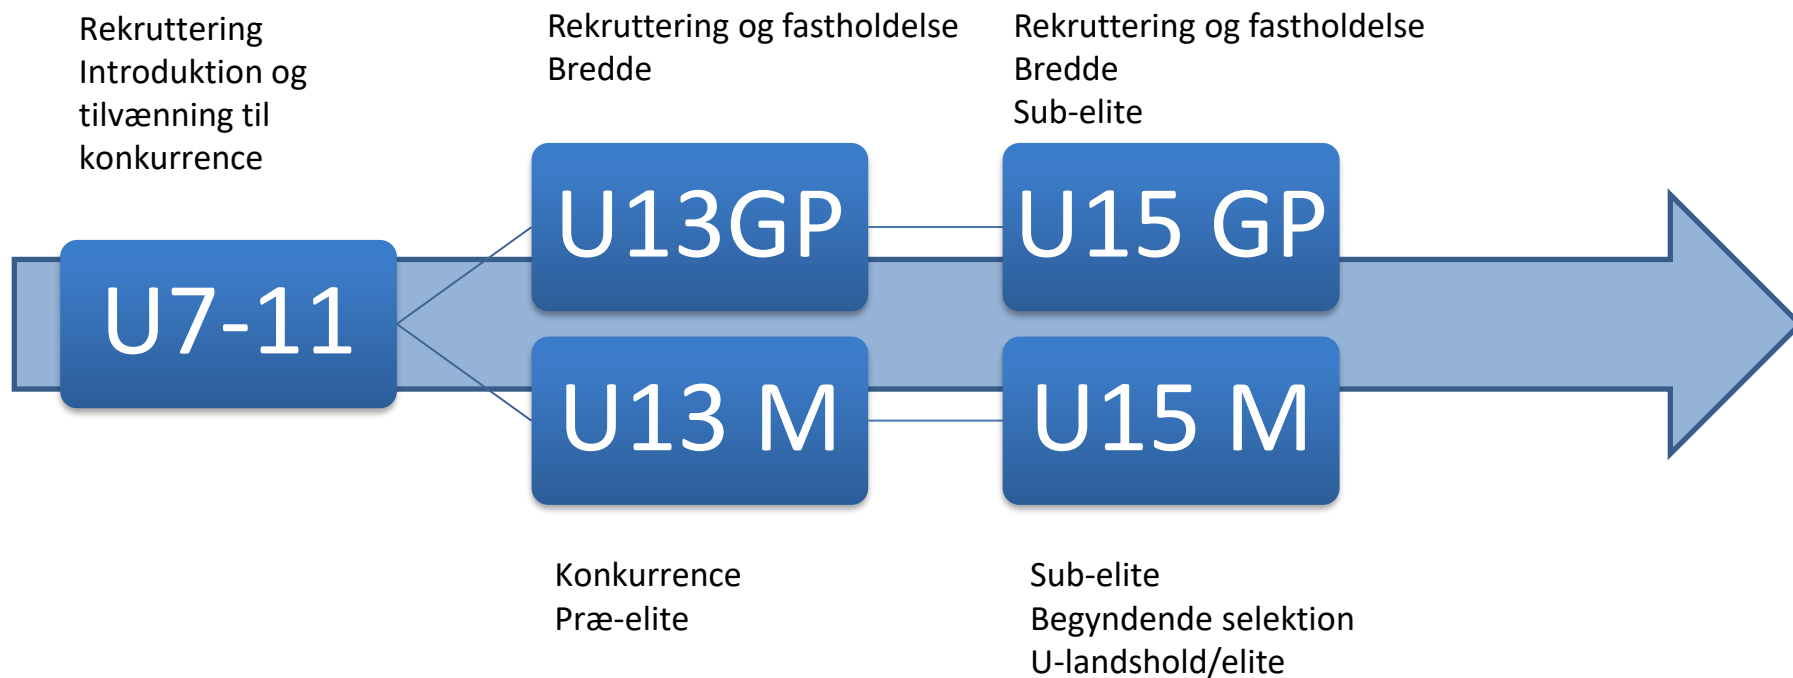 Rekruttering
Introduktion og
tilvænning til
konkurrence
Rekruttering og fastholdelse
Bredde
Rekruttering og fastholdelse
Bredde
Sub-elite
U7-11
U13GP
U15 GP
U13 M
U15 M
Konkurrence
Præ-elite
Sub-elite
Begyndende selektion
U-landshold/elite